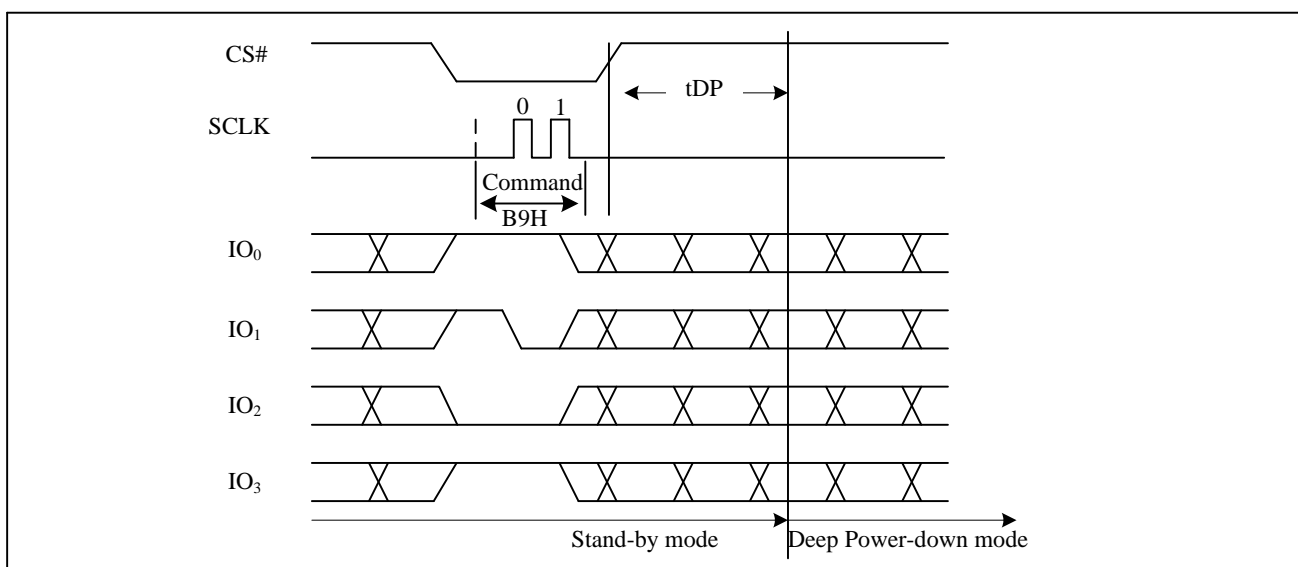 CS#
tDP
0 1
SCLK
Command
B9H
IO₀
IO₁
IO₂
IO₃
Stand-by mode Deep Power-down mode